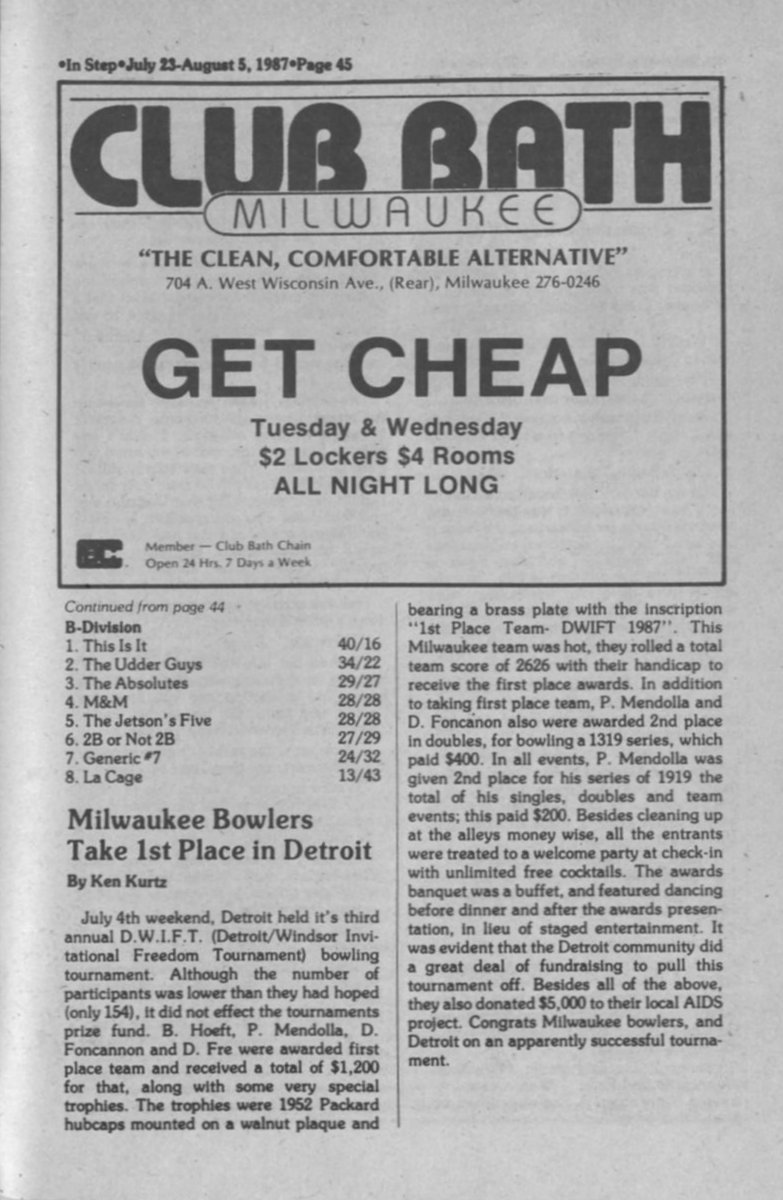 •In Step•July 23-August 5, 1987•Page 45
CLUB BATH
MILWAUKEE
“THE CLEAN, COMFORTABLE ALTERNATIVE”
704 A. West Wisconsin Ave., (Rear), Milwaukee 276-0246
GET CHEAP
Tuesday & Wednesday
$2 Lockers $4 Rooms
ALL NIGHT LONG
Member — Club Bath Chain
Open 24 Hrs. 7 Days a Week
Continued from page 44
B-Division
1. This Is It 40/16
2. The Udder Guys 34/22
3. The Absolutes 29/27
4. M&M 28/28
5. The Jetson's Five 28/28
6. 2B or Not 2B 27/29
7. Generic #7 24/32
8. La Cage 13/43
Milwaukee Bowlers
Take 1st Place in Detroit
By Ken Kurtz
July 4th weekend, Detroit held it's third
annual D.W.I.F.T. (Detroit/Windsor Invi-
tational Freedom Tournament) bowling
tournament. Although the number of
participants was lower than they had hoped
(only 154), it did not effect the tournaments
prize fund. B. Hoeft, P. Mendolla, D.
Foncannon and D. Fre were awarded first
place team and received a total of $1,200
for that, along with some very special
trophies. The trophies were 1952 Packard
hubcaps mounted on a walnut plaque and
bearing a brass plate with the inscription
“1st Place Team- DWIFT 1987”. This
Milwaukee team was hot, they rolled a total
team score of 2626 with their handicap to
receive the first place awards. In addition
to taking first place team, P. Mendolla and
D. Foncanon also were awarded 2nd place
in doubles, for bowling a 1319 series, which
paid $400. In all events, P. Mendolla was
given 2nd place for his series of 1919 the
total of his singles, doubles and team
events; this paid $200. Besides cleaning up
at the alleys money wise, all the entrants
were treated to a welcome party at check-in
with unlimited free cocktails. The awards
banquet was a buffet, and featured dancing
before dinner and after the awards presen-
tation, in lieu of staged entertainment. It
was evident that the Detroit community did
a great deal of fundraising to pull this
tournament off. Besides all of the above,
they also donated $5,000 to their local AIDS
project. Congrats Milwaukee bowlers, and
Detroit on an apparently successful tourna-
ment.